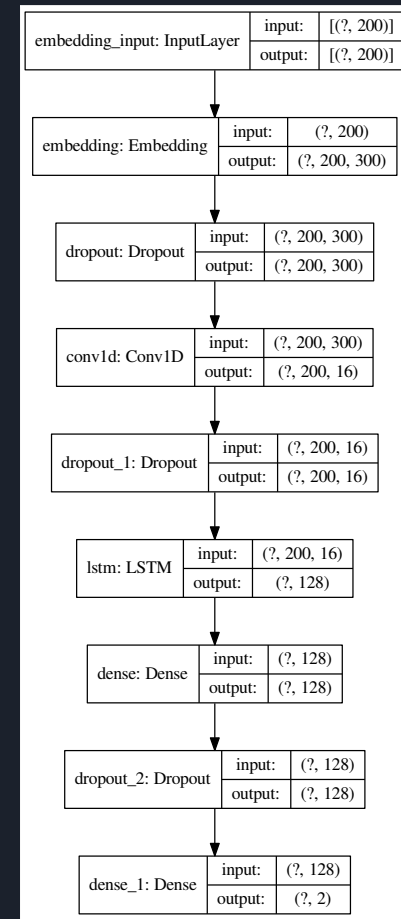 embedding_input: InputLayer
input: [(?, 200)]
output: [(?, 200)]
embedding: Embedding
input: (?, 200)
output: (?, 200, 300)
dropout: Dropout
input: (?, 200, 300)
output: (?, 200, 300)
conv1d: Conv1D
input: (?, 200, 300)
output: (?, 200, 16)
dropout_1: Dropout
input: (?, 200, 16)
output: (?, 200, 16)
lstm: LSTM
input: (?, 200, 16)
output: (?, 128)
dense: Dense
input: (?, 128)
output: (?, 128)
dropout_2: Dropout
input: (?, 128)
output: (?, 128)
dense_1: Dense
input: (?, 128)
output: (?, 2)